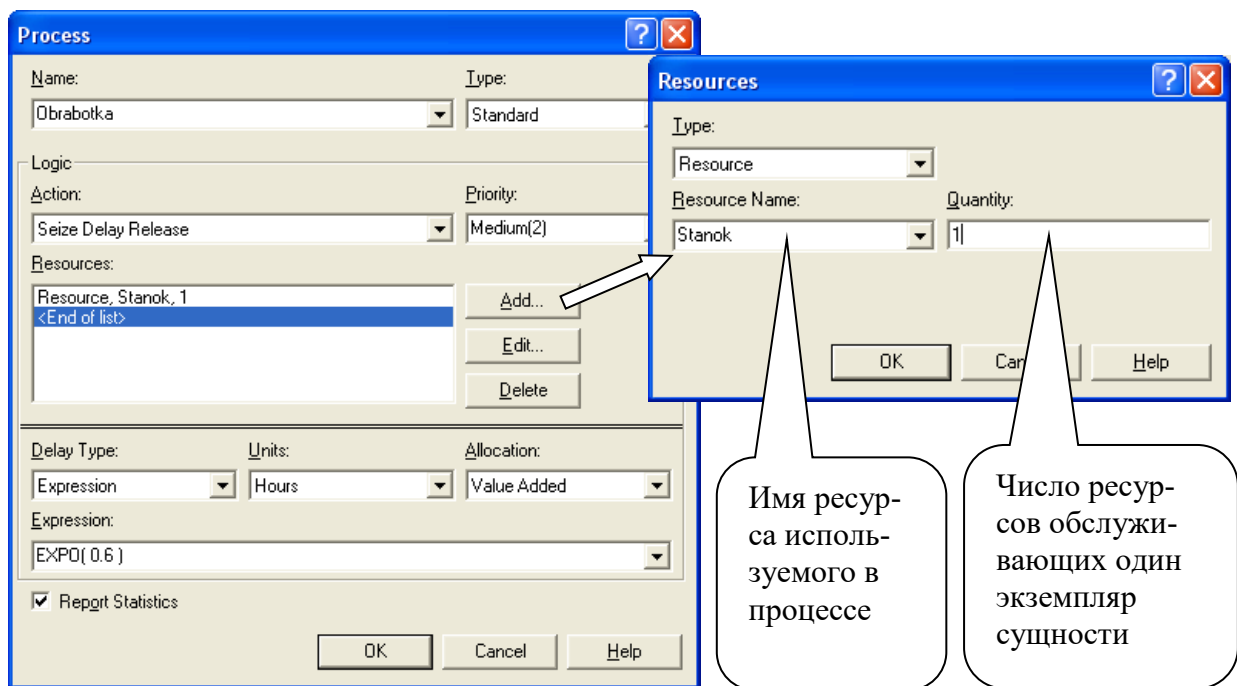 Process
Name:
Type:
Obrabotka
Standard
Logic
Action:
Priority:
Seize Delay Release
Medium(2)
Resources:
Resource, Stanok, 1
<End of list>
Add...
Edit...
Delete
Delay Type:
Units:
Allocation:
Expression
Hours
Value Added
Expression:
EXPO( 0.6 )
Report Statistics
OK
Cancel
Help
Resources
Type:
Resource
Resource Name:
Quantity:
Stanok
1
OK
Can
Help
Имя ресур-
са исполь-
зуемого в
процессе
Число ресур-
сов обслужи-
вающих один
экземпляр
сущности